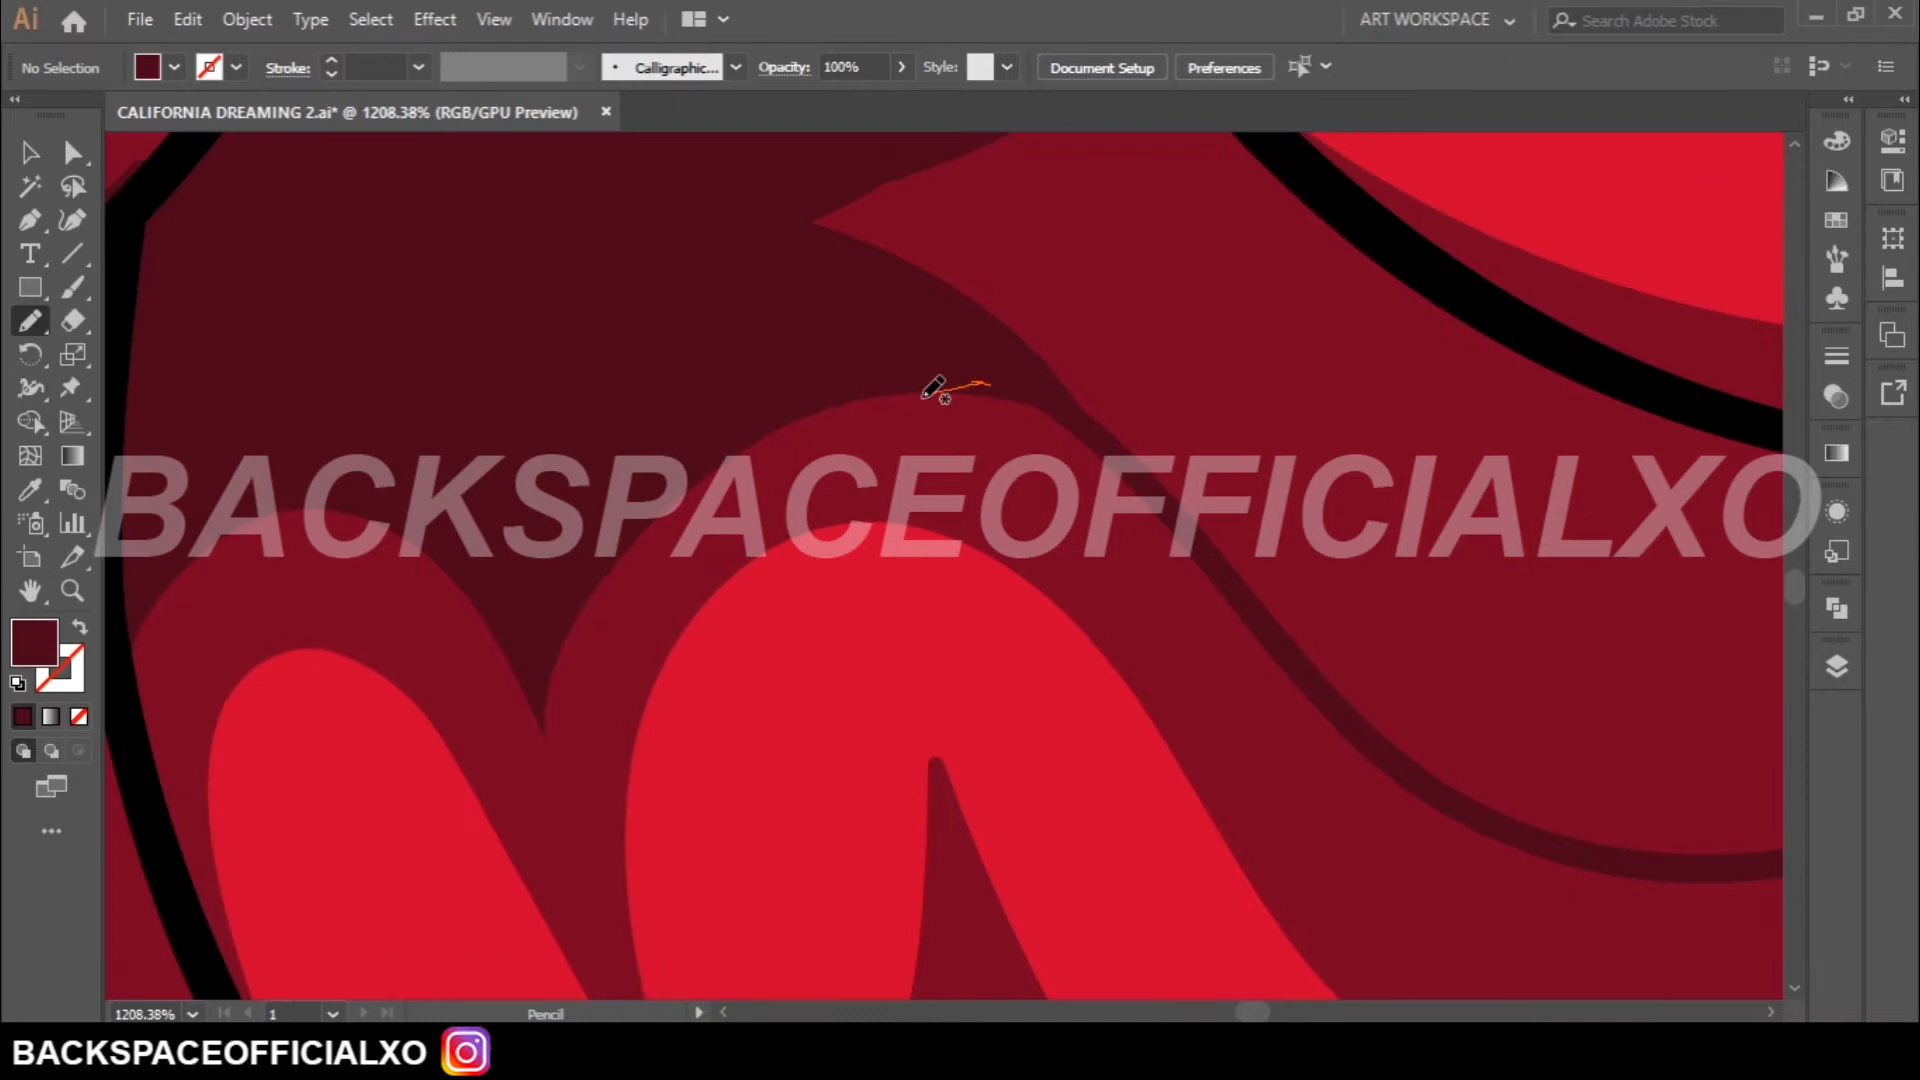 Ai File Edit Object Type Select Effect View Window Help ART WORKSPACE Search Adobe Stock
No Selection Stroke: Calligraphic... Opacity: 100% Style: Document Setup Preferences
CALIFORNIA DREAMING 2.ai* @ 1208.38% (RGB/GPU Preview)
BACKSPACEOFFICIALXO
1208.38% 1 Pencil
BACKSPACEOFFICIALXO